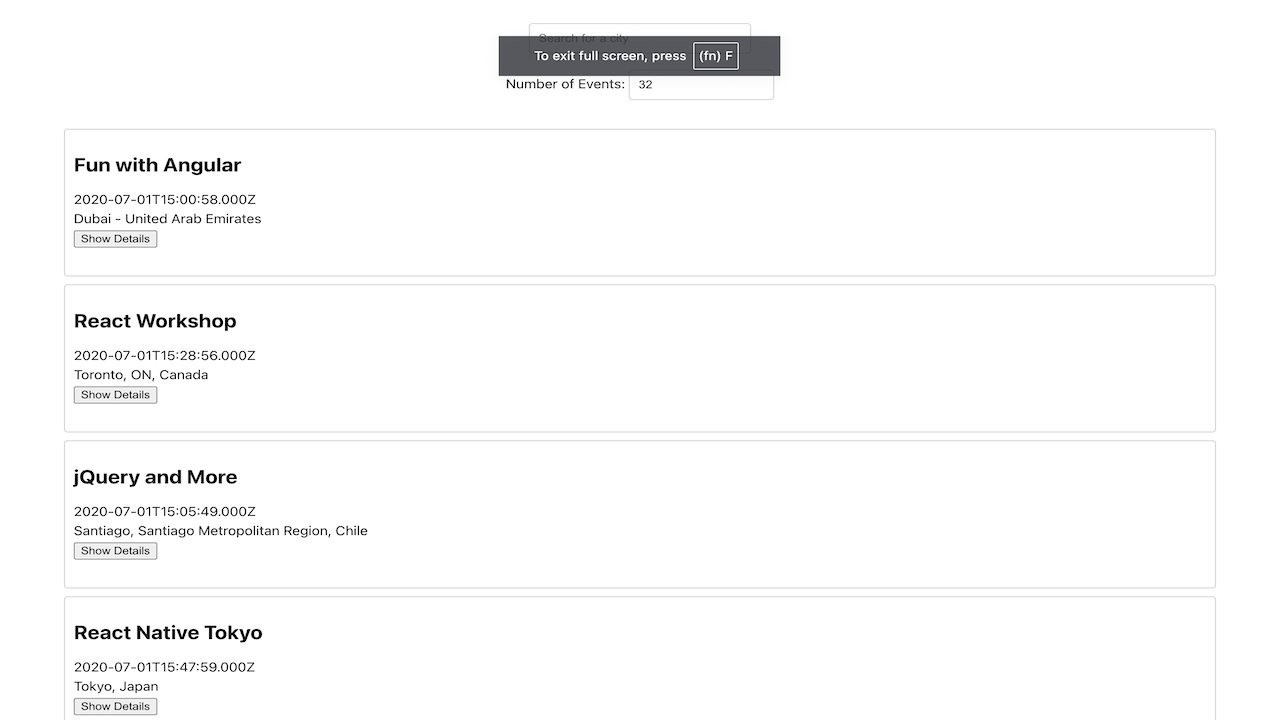 Search for a city
To exit full screen, press (fn) F
Number of Events: 32
Fun with Angular
2020-07-01T15:00:58.000Z
Dubai - United Arab Emirates
Show Details
React Workshop
2020-07-01T15:28:56.000Z
Toronto, ON, Canada
Show Details
jQuery and More
2020-07-01T15:05:49.000Z
Santiago, Santiago Metropolitan Region, Chile
Show Details
React Native Tokyo
2020-07-01T15:47:59.000Z
Tokyo, Japan
Show Details